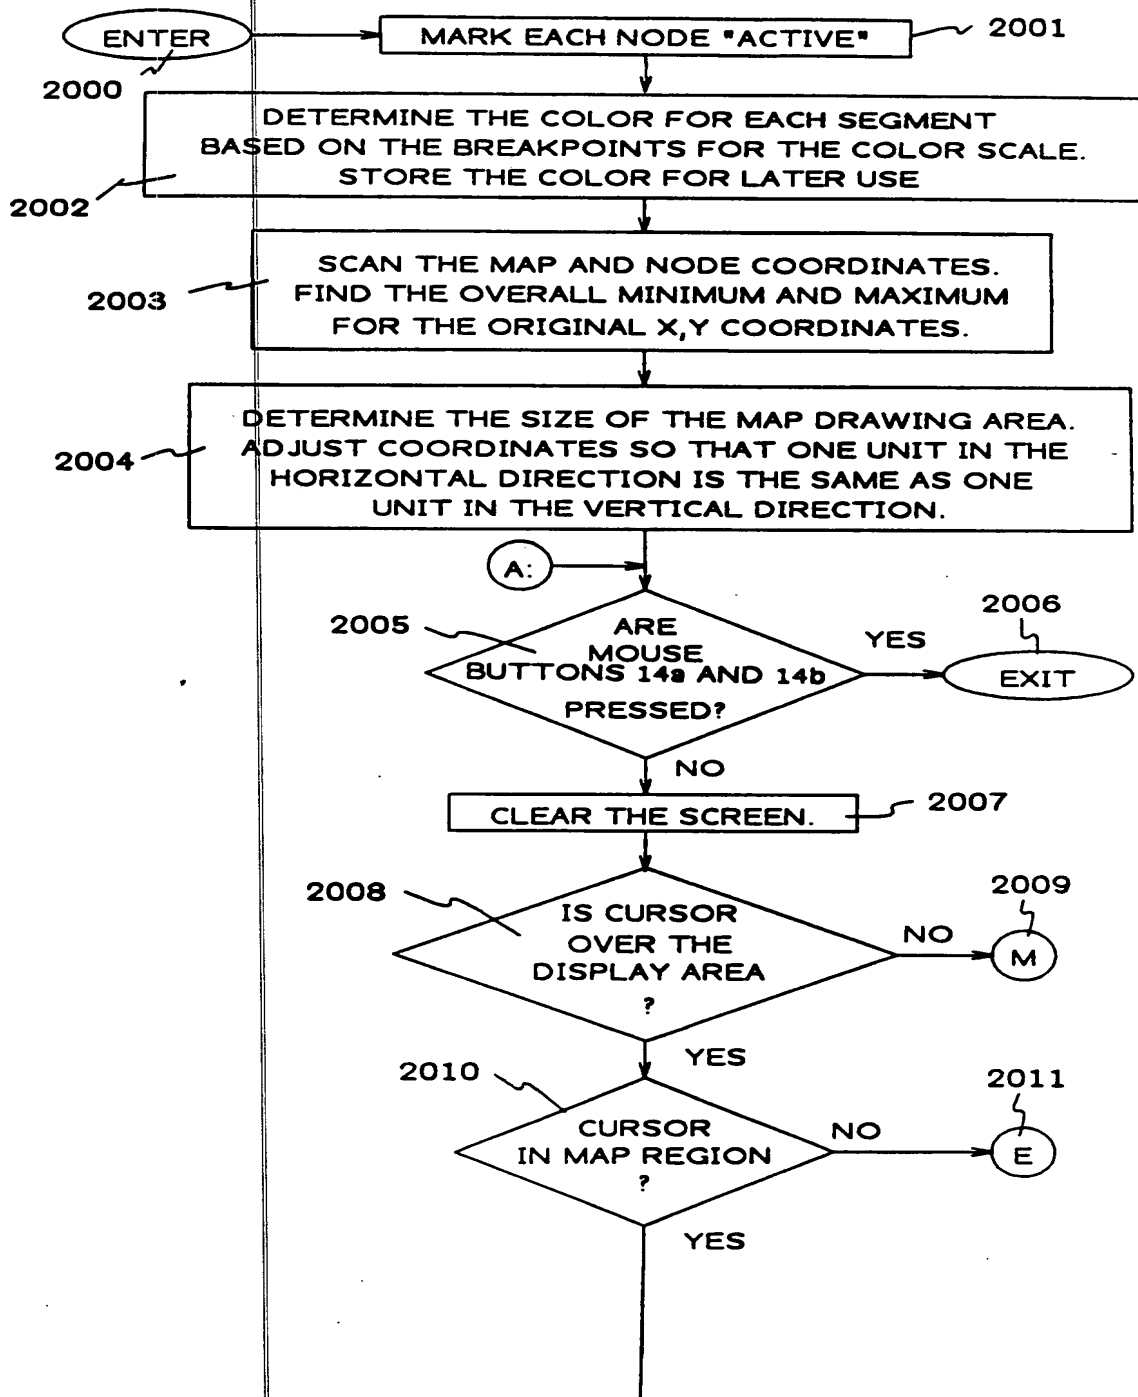 ENTER
MARK EACH NODE "ACTIVE"
2001
2000
DETERMINE THE COLOR FOR EACH SEGMENT
BASED ON THE BREAKPOINTS FOR THE COLOR SCALE.
STORE THE COLOR FOR LATER USE
2002
SCAN THE MAP AND NODE COORDINATES.
FIND THE OVERALL MINIMUM AND MAXIMUM
FOR THE ORIGINAL X,Y COORDINATES.
2003
DETERMINE THE SIZE OF THE MAP DRAWING AREA.
ADJUST COORDINATES SO THAT ONE UNIT IN THE
HORIZONTAL DIRECTION IS THE SAME AS ONE
UNIT IN THE VERTICAL DIRECTION.
2004
A:
2005
ARE
MOUSE
BUTTONS 14a AND 14b
PRESSED?
YES
2006
EXIT
NO
CLEAR THE SCREEN.
2007
2008
IS CURSOR
OVER THE
DISPLAY AREA
?
NO
2009
M
YES
2010
CURSOR
IN MAP REGION
?
NO
2011
E
YES